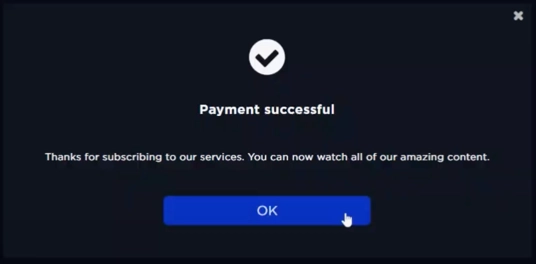 Payment successful
Thanks for subscribing to our services. You can now watch all of our amazing content.
OK